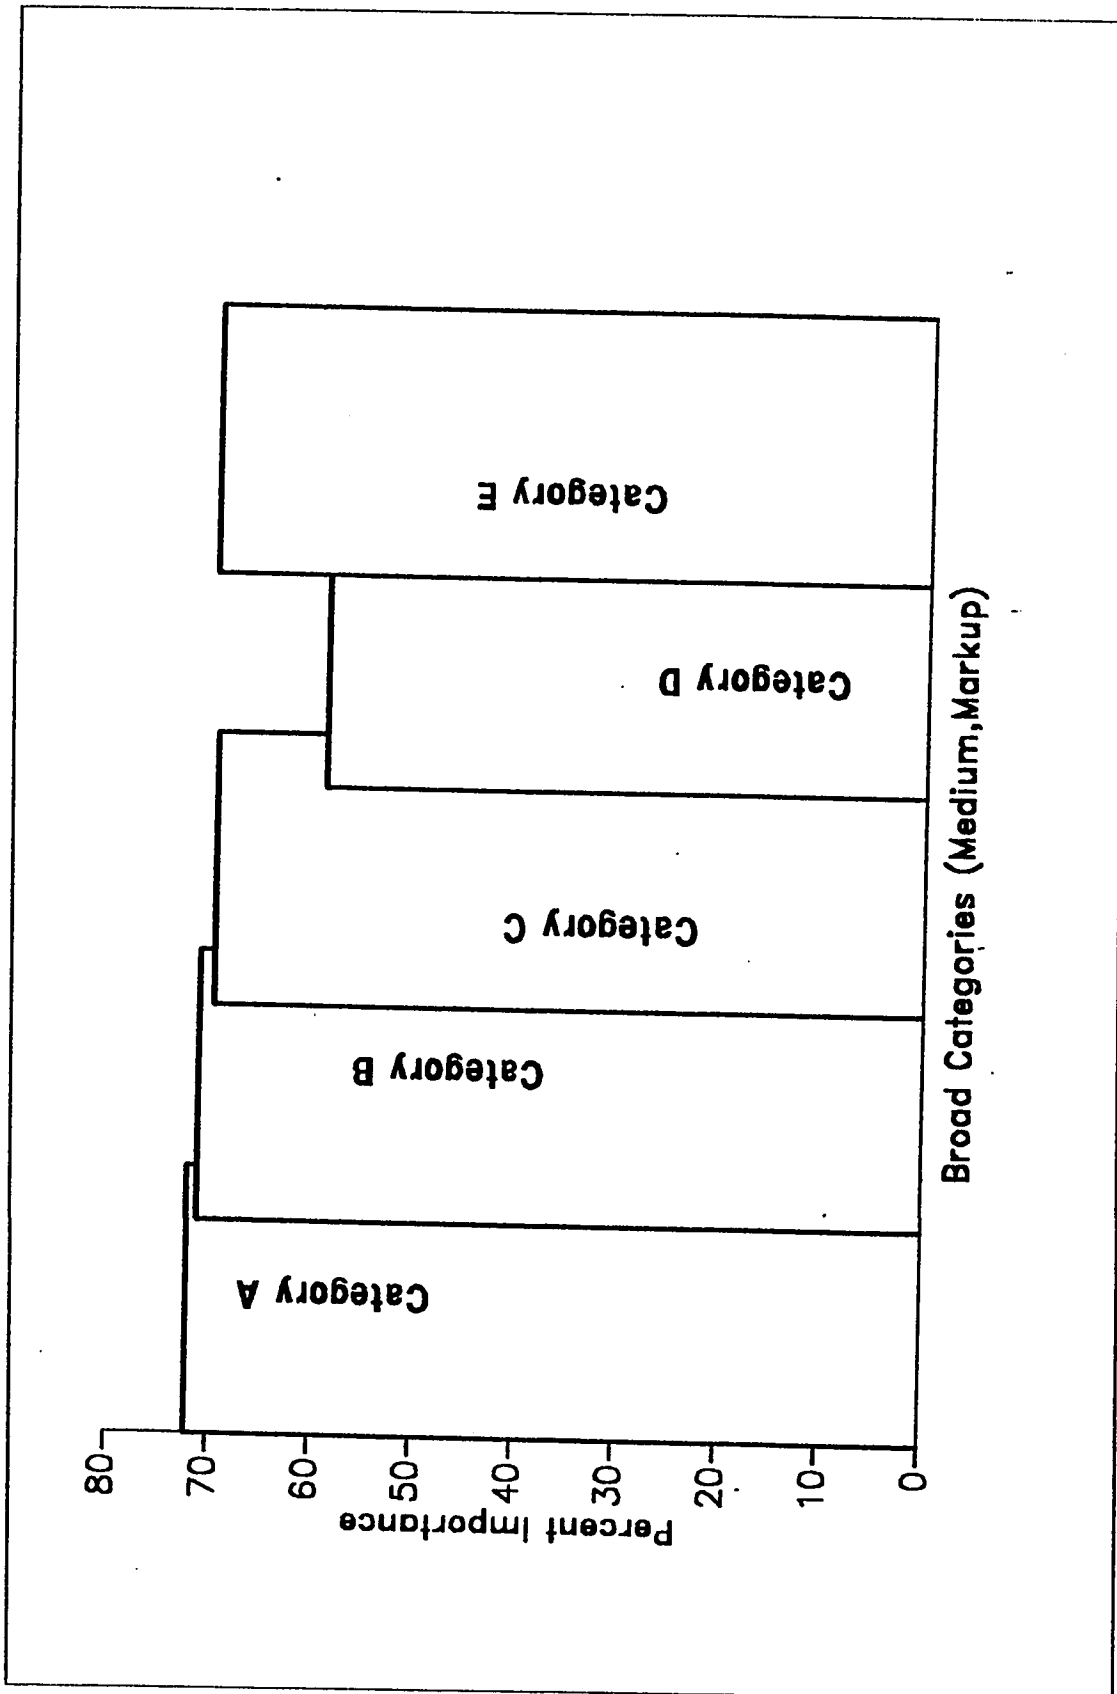 80
70
60
50
40
30
20
10
0
Percent Importance
Category A
Category B
Category C
Category D
Category E
Broad Categories (Medium,Markup)